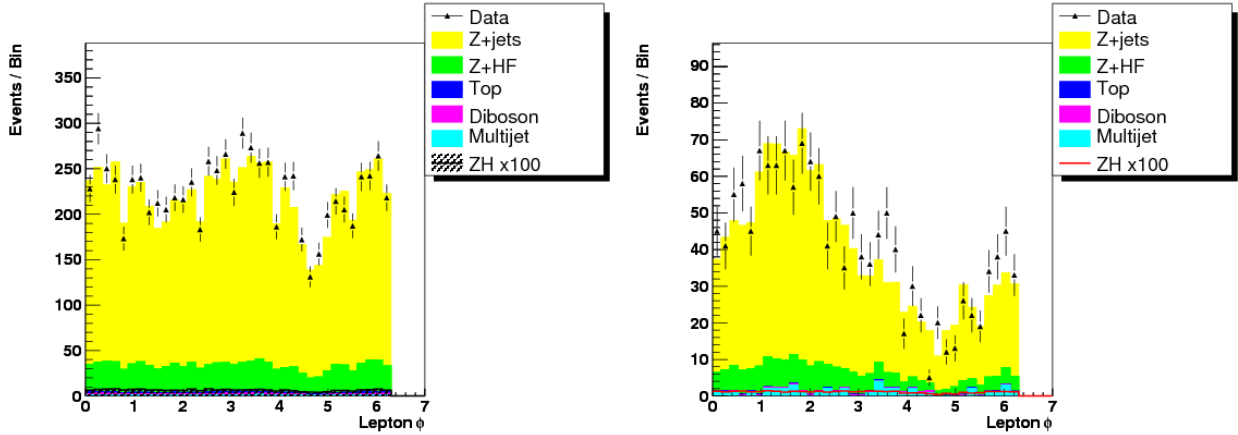 Events / Bin
350
300
250
200
150
100
50
0
0 1 2 3 4 5 6 7
Lepton ϕ
Data
Z+jets
Z+HF
Top
Diboson
Multijet
ZH x100
Events / Bin
90
80
70
60
50
40
30
20
10
0
0 1 2 3 4 5 6 7
Lepton ϕ
Data
Z+jets
Z+HF
Top
Diboson
Multijet
ZH x100